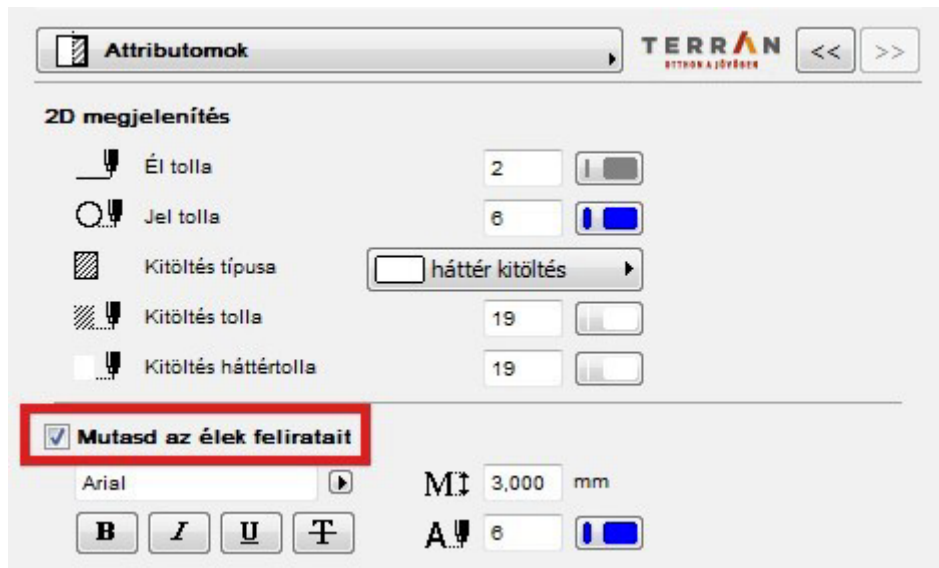 Attributomok
TERRÁN
OTTHON A JÖVŐBEN
<< >>
2D megjelenítés
Él tolla 2
Jel tolla 6
Kitöltés típusa háttér kitöltés
Kitöltés tolla 19
Kitöltés háttértolla 19
Mutasd az élek feliratait
Arial M 3,000 mm
B I U T A 6